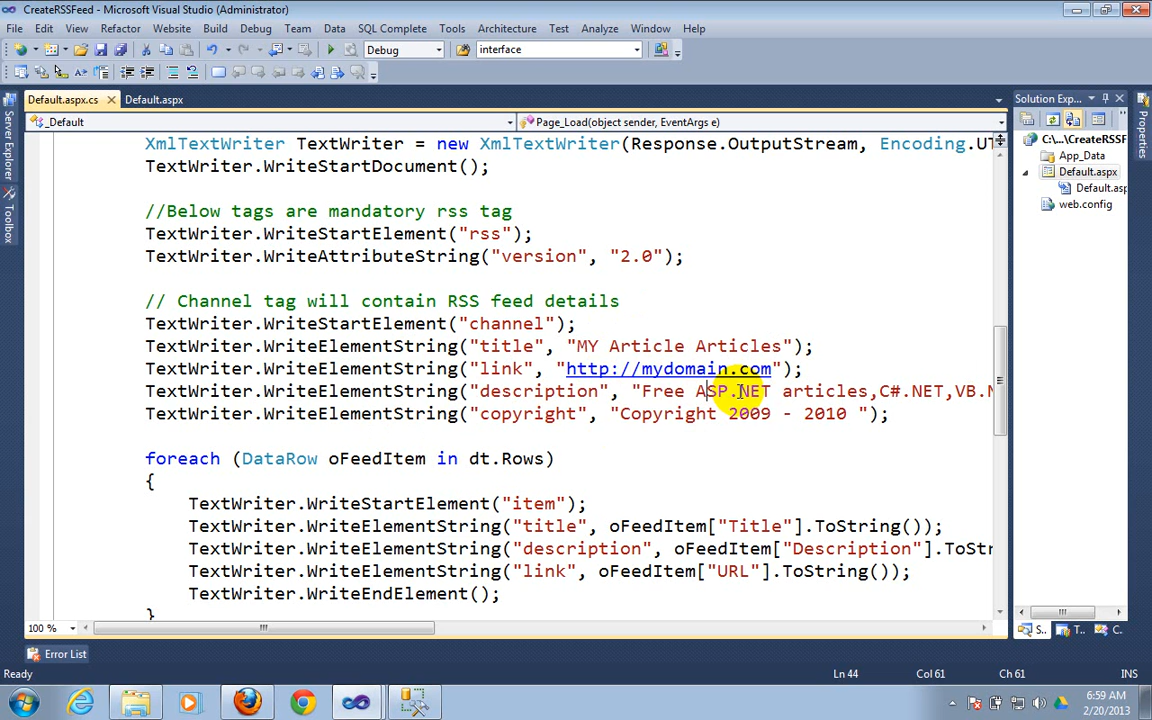 CreateRSSFeed - Microsoft Visual Studio (Administrator)
File Edit View Refactor Website Build Debug Team Data SQL Complete Tools Architecture Test Analyze Window Help
Debug interface
Default.aspx.cs Default.aspx
Solution Exp...
_Default Page_Load(object sender, EventArgs e)
XmlTextWriter TextWriter = new XmlTextWriter(Response.OutputStream, Encoding.UT
TextWriter.WriteStartDocument();
//Below tags are mandatory rss tag
TextWriter.WriteStartElement("rss");
TextWriter.WriteAttributeString("version", "2.0");
// Channel tag will contain RSS feed details
TextWriter.WriteStartElement("channel");
TextWriter.WriteElementString("title", "MY Article Articles");
TextWriter.WriteElementString("link", "http://mydomain.com");
TextWriter.WriteElementString("description", "Free ASP.NET articles,C#.NET,VB.N
TextWriter.WriteElementString("copyright", "Copyright 2009 - 2010 ");
foreach (DataRow oFeedItem in dt.Rows)
{
TextWriter.WriteStartElement("item");
TextWriter.WriteElementString("title", oFeedItem["Title"].ToString());
TextWriter.WriteElementString("description", oFeedItem["Description"].ToStr
TextWriter.WriteElementString("link", oFeedItem["URL"].ToString());
TextWriter.WriteEndElement();
}
C:\...\CreateRSSF
App_Data
Default.aspx
Default.asp
web.config
Server Explorer
Toolbox
Properties
100 %
S.. T.. C.
Error List
Ready Ln 44 Col 61 Ch 61 INS
6:59 AM
2/20/2013